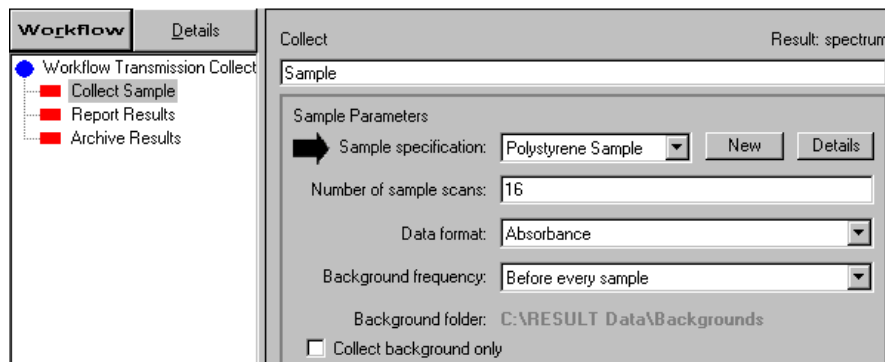 Workflow Details
Workflow Transmission Collect
Collect Sample
Report Results
Archive Results
Collect Result: spectrum
Sample
Sample Parameters
Sample specification: Polystyrene Sample New Details
Number of sample scans: 16
Data format: Absorbance
Background frequency: Before every sample
Background folder: C:\RESULT Data\Backgrounds
Collect background only